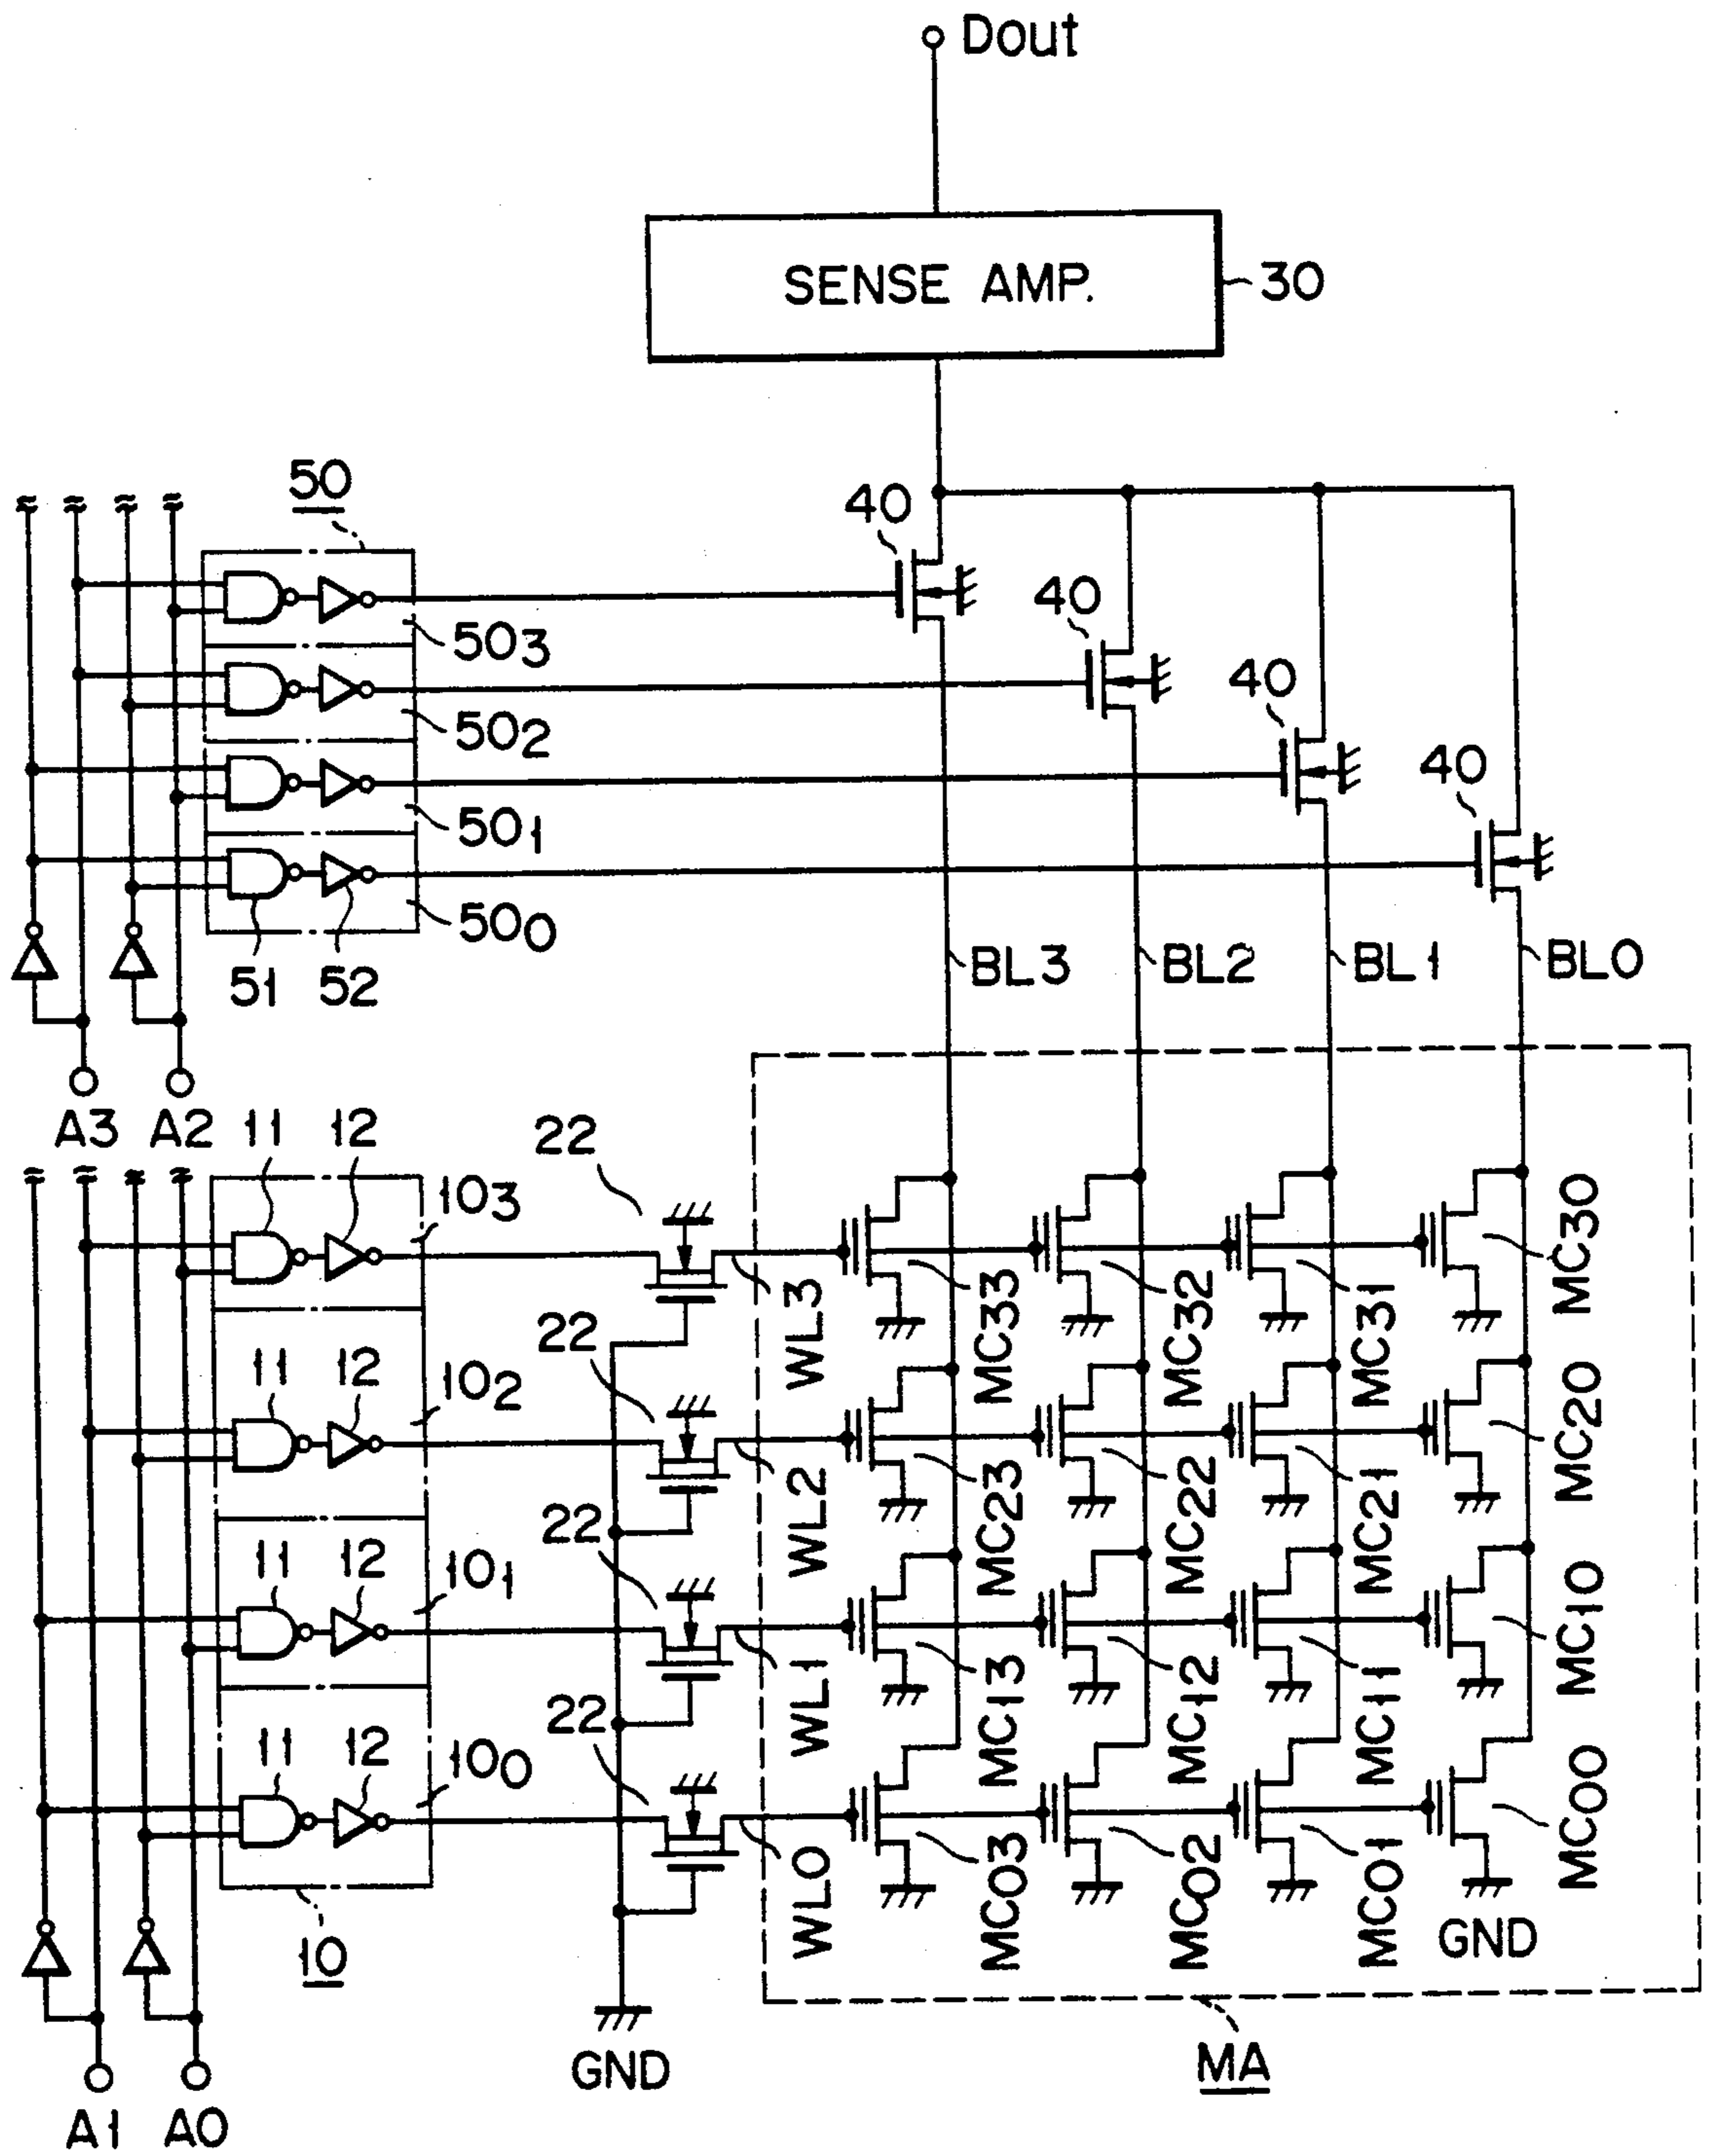 Dout
SENSE AMP.
30
50
40
40
40
40
503
502
501
500
51
52
BL3
BL2
BL1
BL0
A3
A2
11
12
22
103
WL3
MC33
MC32
MC31
MC30
22
11
12
102
WL2
MC23
MC22
MC21
MC20
22
11
12
101
WL1
MC13
MC12
MC11
MC10
22
11
12
100
WL0
MC03
MC02
MC01
MC00
GND
10
GND
MA
A1
A0